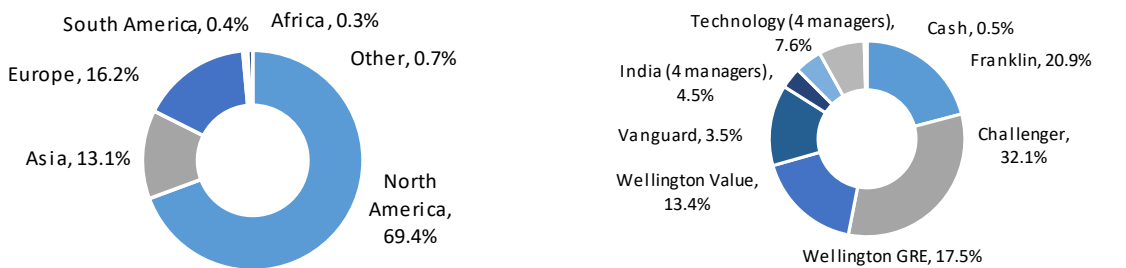 South America, 0.4%
Africa, 0.3%
Other, 0.7%
Europe, 16.2%
Asia, 13.1%
North
America,
69.4%
Technology (4 managers),
7.6%
Cash, 0.5%
Franklin, 20.9%
India (4 managers),
4.5%
Vanguard, 3.5%
Challenger,
32.1%
Wellington Value,
13.4%
Wellington GRE, 17.5%